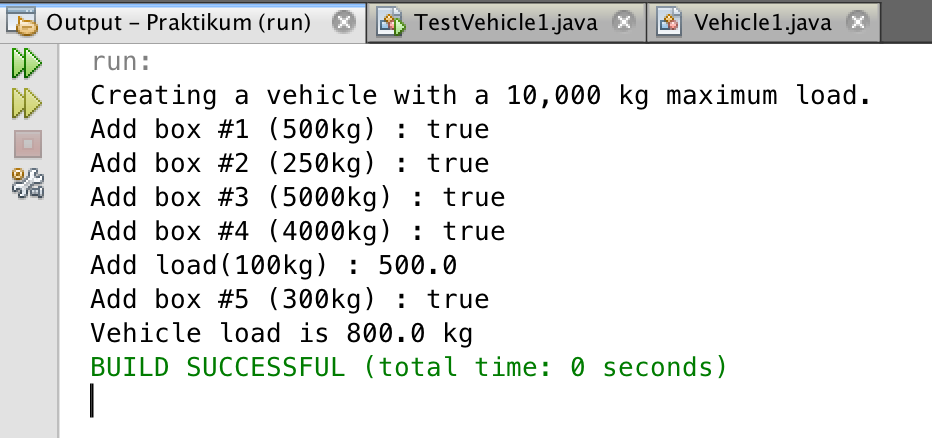 Output – Praktikum (run)
TestVehicle1.java
Vehicle1.java
run:
Creating a vehicle with a 10,000 kg maximum load.
Add box #1 (500kg) : true
Add box #2 (250kg) : true
Add box #3 (5000kg) : true
Add box #4 (4000kg) : true
Add load(100kg) : 500.0
Add box #5 (300kg) : true
Vehicle load is 800.0 kg
BUILD SUCCESSFUL (total time: 0 seconds)